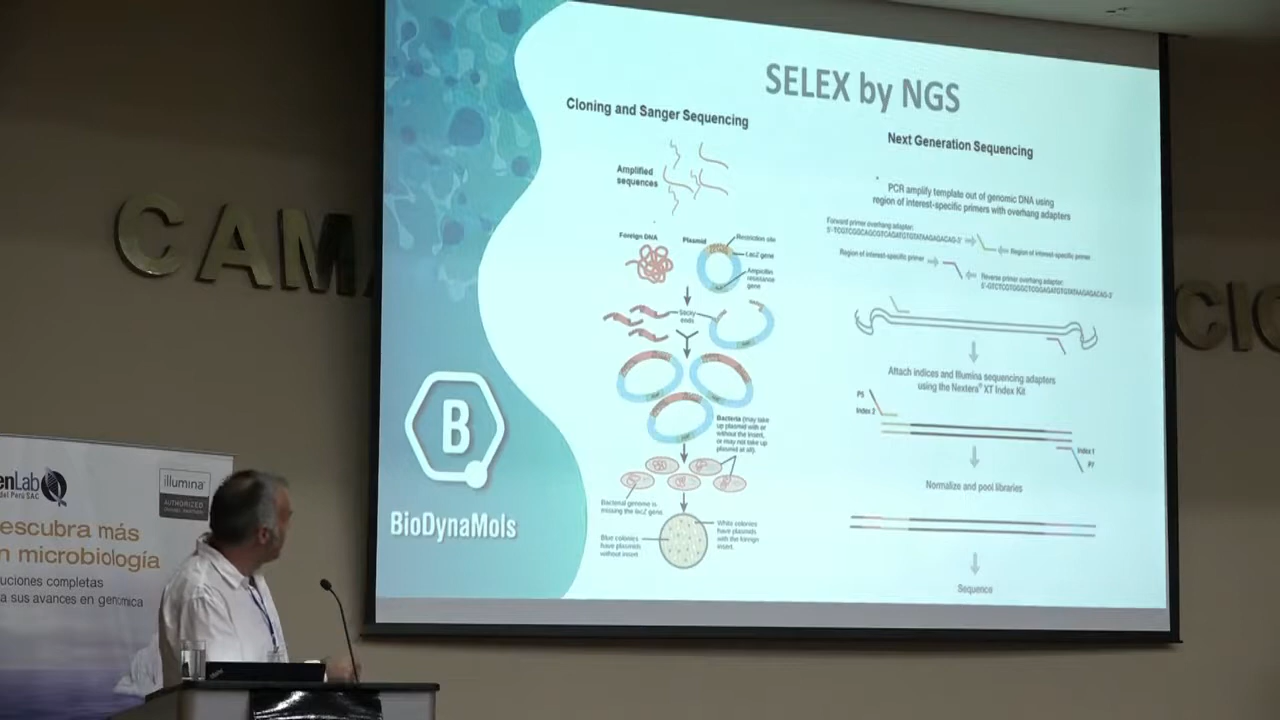 SELEX by NGS
Cloning and Sanger Sequencing
Amplified
sequences
Foreign DNA
Plasmid
Restriction site
LacZ gene
Ampicillin
resistance
gene
Sticky
ends
Bacteria (may take
up plasmid with or
without the insert,
or may not take up
plasmid at all).
Bacterial genome is
missing the lacZ gene.
Blue colonies
have plasmids
without insert
White colonies
have plasmids
with the foreign
insert.
Next Generation Sequencing
PCR amplify template out of genomic DNA using
region of interest-specific primers with overhang adapters
Forward primer overhang adapter:
Region of interest-specific primer
Region of interest-specific primer
Reverse primer overhang adapter:
Attach indices and Illumina sequencing adapters
using the Nextera® XT Index Kit
P5
Index 2
Index 1
P7
Normalize and pool libraries
Sequence
B
BioDynaMols
CAM
CIO
enLab
del Perú SAC
illumina
AUTHORIZED
CHANNEL PARTNER
escubra más
n microbiología
uciones completas
a sus avances en genómica